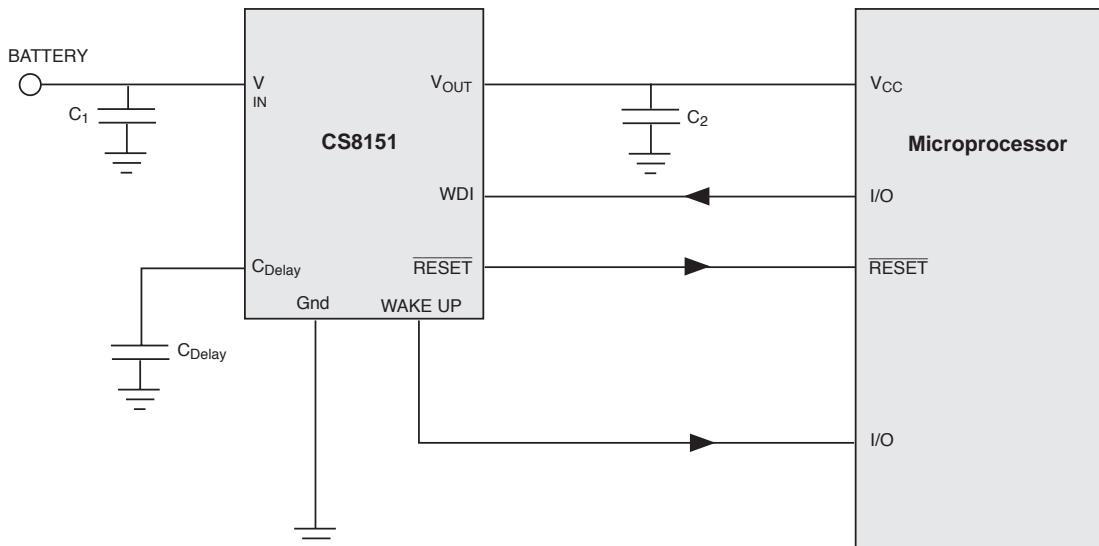 BATTERY
C1
V
IN
VOUT
CS8151
C2
VCC
Microprocessor
WDI
I/O
CDelay
RESET
RESET
Gnd
WAKE UP
CDelay
I/O